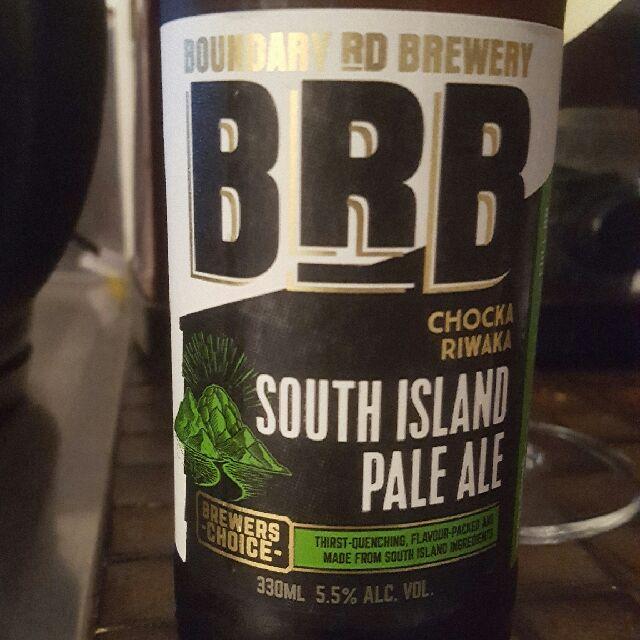 BOUNDARY RD BREWERY
BRB
CHOCKA
RIWAKA
SOUTH ISLAND
PALE ALE
BREWERS
-CHOICE-
THIRST-QUENCHING, FLAVOUR-PACKED AND
MADE FROM SOUTH ISLAND INGREDIENTS
330ML 5.5% ALC. VOL.